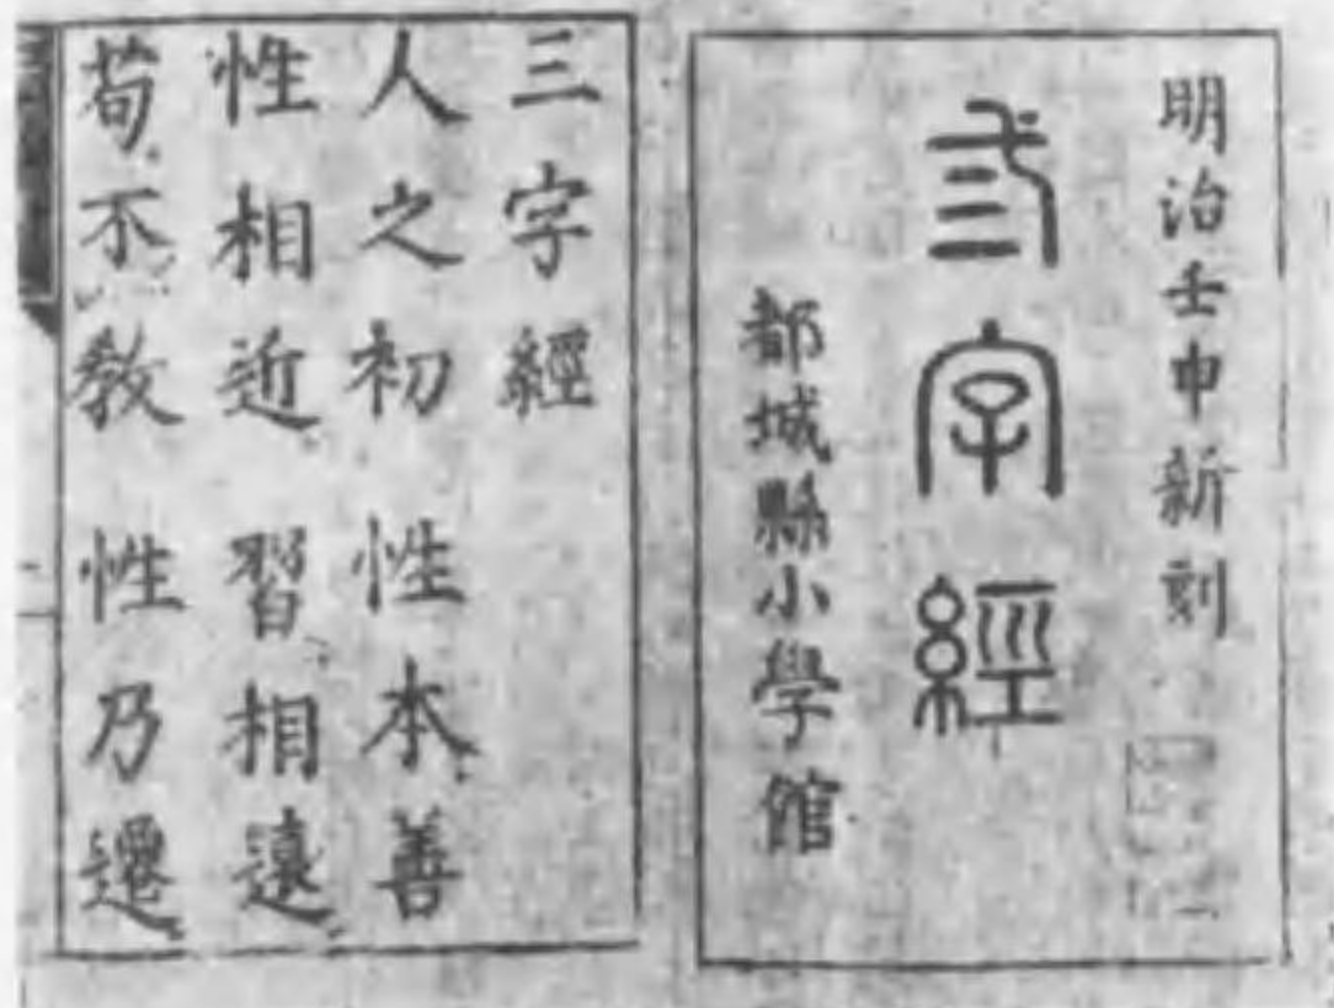 明治壬申新刻
弎字經
都城縣小學館
三字經
人之初 性本善
性相近 習相遠
苟不教 性乃遷